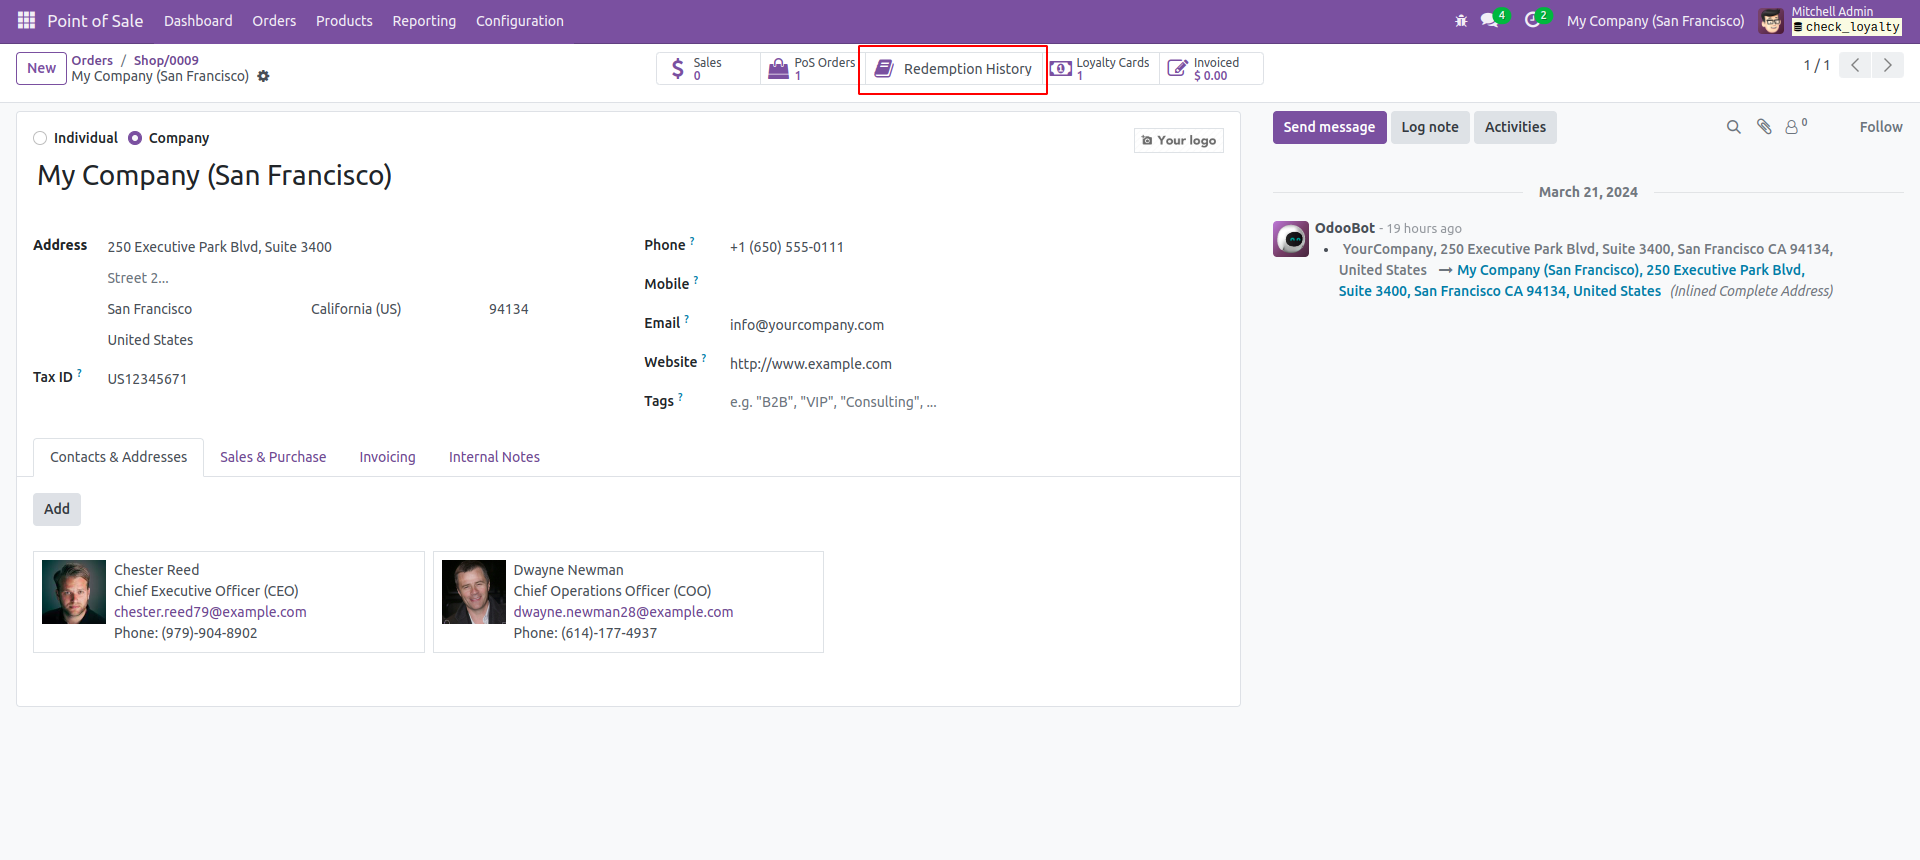 Point of Sale Dashboard Orders Products Reporting Configuration 4 2 My Company (San Francisco) Mitchell Admin
check_loyalty
New Orders / Shop/0009
My Company (San Francisco)
Sales
0
PoS Orders
1
Redemption History
Loyalty Cards
1
Invoiced
$ 0.00
1 / 1
Individual Company
Your logo
My Company (San Francisco)
Address 250 Executive Park Blvd, Suite 3400
Street 2...
San Francisco California (US) 94134
United States
Tax ID ? US12345671
Phone ? +1 (650) 555-0111
Mobile ?
Email ? info@yourcompany.com
Website ? http://www.example.com
Tags ? e.g. "B2B", "VIP", "Consulting", ...
Contacts & Addresses Sales & Purchase Invoicing Internal Notes
Add
Chester Reed
Chief Executive Officer (CEO)
chester.reed79@example.com
Phone: (979)-904-8902
Dwayne Newman
Chief Operations Officer (COO)
dwayne.newman28@example.com
Phone: (614)-177-4937
Send message Log note Activities 0 Follow
March 21, 2024
OdooBot - 19 hours ago
• YourCompany, 250 Executive Park Blvd, Suite 3400, San Francisco CA 94134,
United States → My Company (San Francisco), 250 Executive Park Blvd,
Suite 3400, San Francisco CA 94134, United States (Inlined Complete Address)